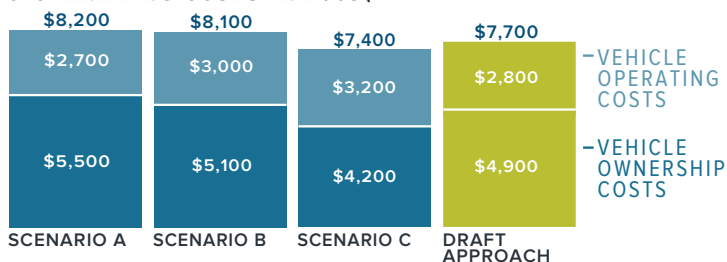 $8,200
$8,100
$7,400
$7,700
$2,700
$3,000
$3,200
$2,800
–VEHICLE
OPERATING
COSTS
$5,500
$5,100
$4,200
$4,900
–VEHICLE
OWNERSHIP
COSTS
SCENARIO A
SCENARIO B
SCENARIO C
DRAFT
APPROACH